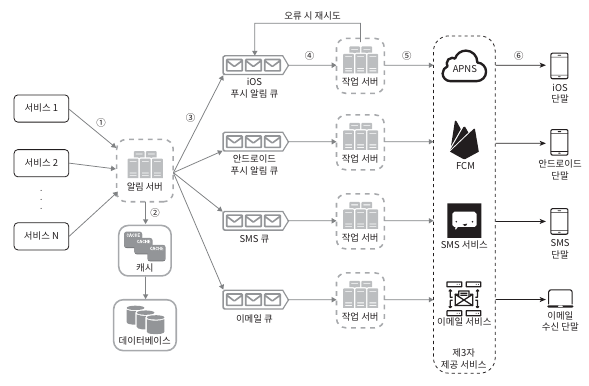 오류 시 재시도
④
⑤
⑥
APNS
작업 서버
iOS
푸시 알림 큐
iOS
단말
서비스 1
①
③
서비스 2
알림 서버
안드로이드
푸시 알림 큐
작업 서버
FCM
안드로이드
단말
.
.
.
서비스 N
②
CACHE
CACHE
CACHE
캐시
SMS 큐
작업 서버
SMS 서비스
SMS
단말
데이터베이스
이메일 큐
작업 서버
이메일 서비스
이메일
수신 단말
제3자
제공 서비스